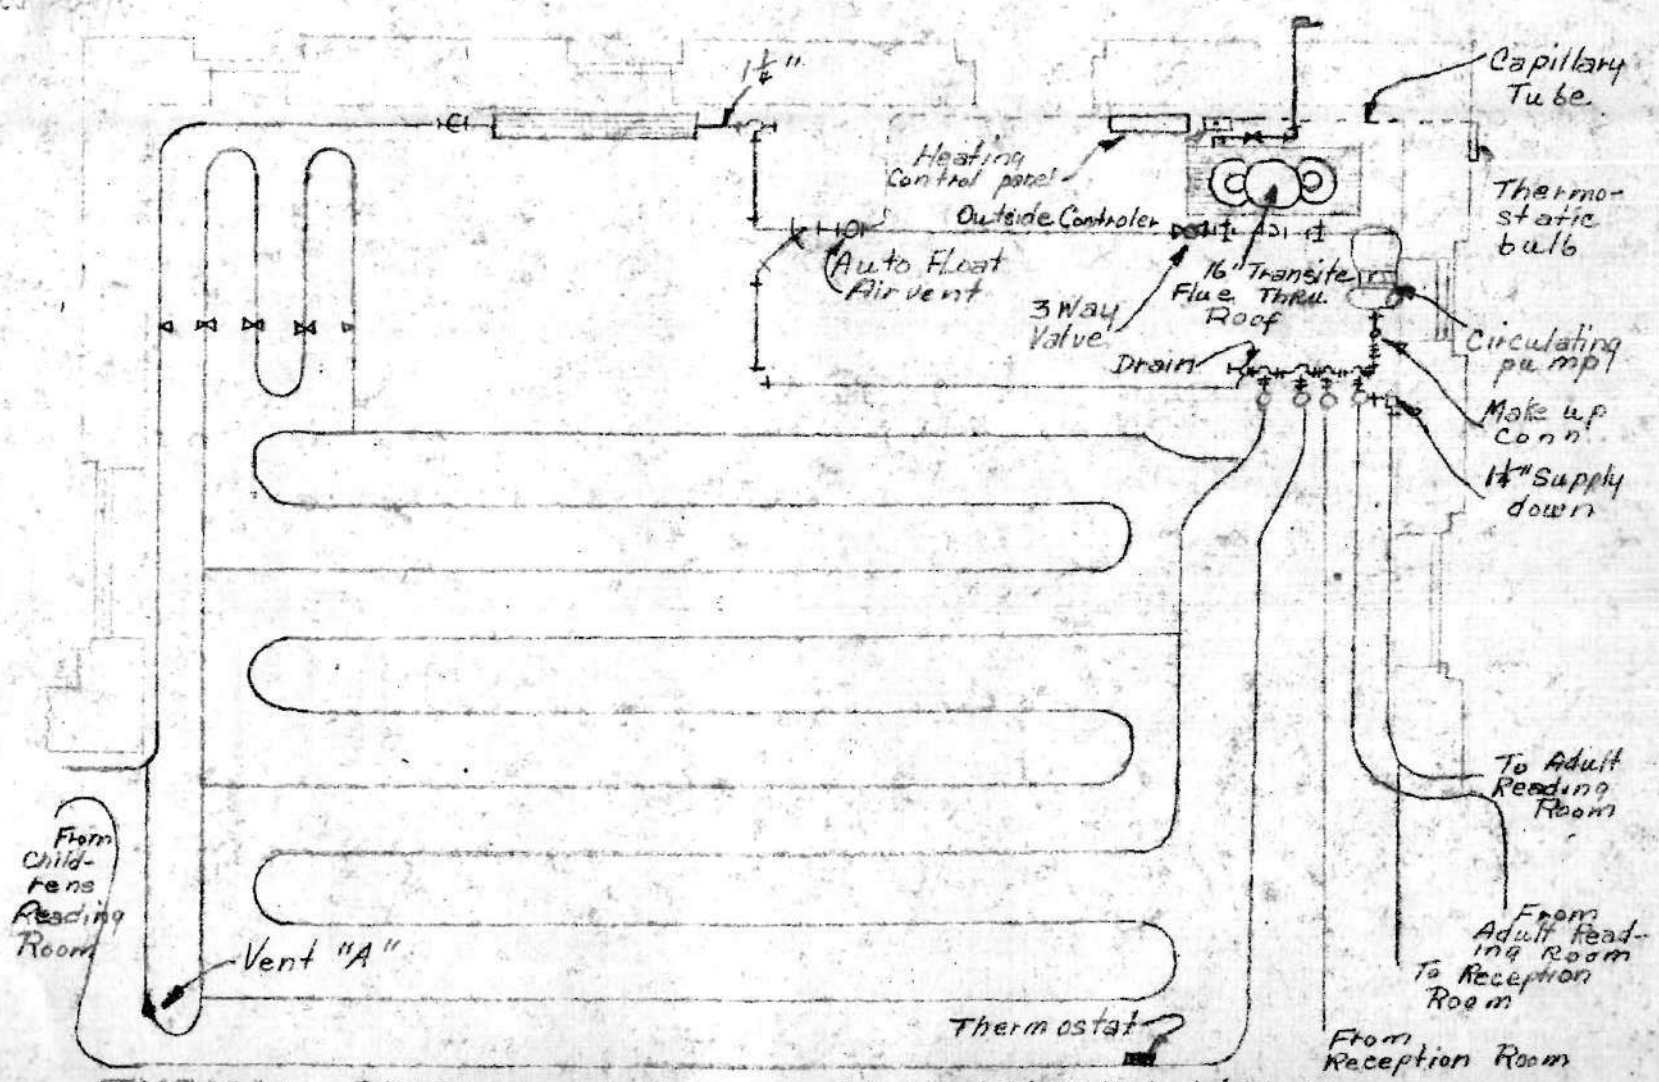 1¼"
Capillary
Tube
Heating
Control panel
Outside Controler
Thermo-
static
bulb
Auto Float
Air vent
16" Transite
Flue Thru
Roof
3 Way
Valve
Drain
Circulating
pump
Make up
Conn.
1¼" Supply
down
To Adult
Reading
Room
From
Child-
rens
Reading
Room
Vent "A"
From
Adult Read-
ing Room
To Reception
Room
Thermostat
From
Reception Room